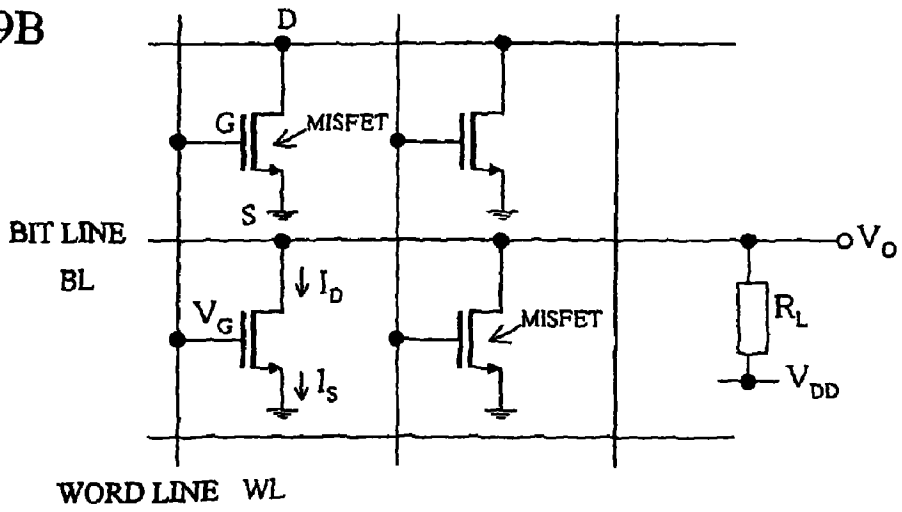 9B
D
G
MISFET
S
BIT LINE
BL
V_O
I_D
V_G
MISFET
R_L
I_S
V_DD
WORD LINE WL